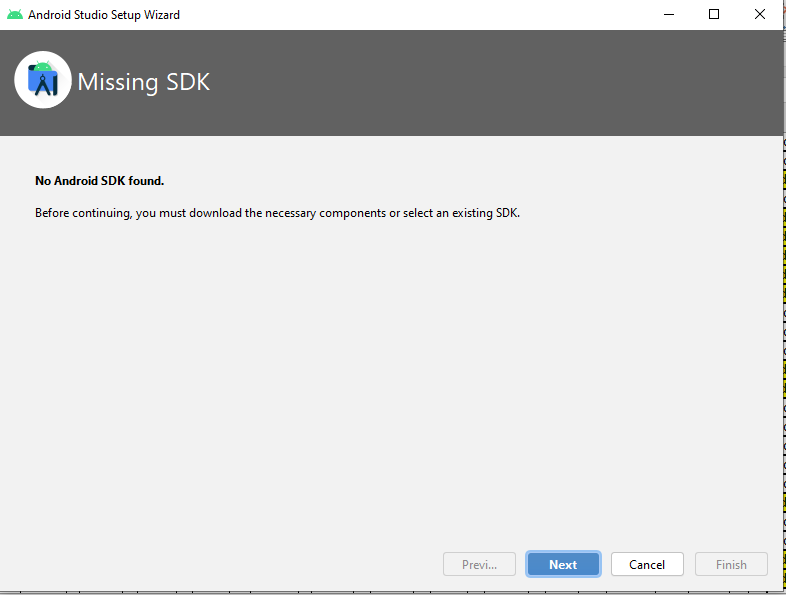 Android Studio Setup Wizard
Missing SDK
No Android SDK found.
Before continuing, you must download the necessary components or select an existing SDK.
Previ... Next Cancel Finish